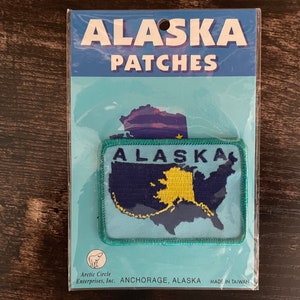 ALASKA
PATCHES
ALASKA
Arctic Circle
Enterprises, Inc.
ANCHORAGE, ALASKA
MADE IN TAIWAN